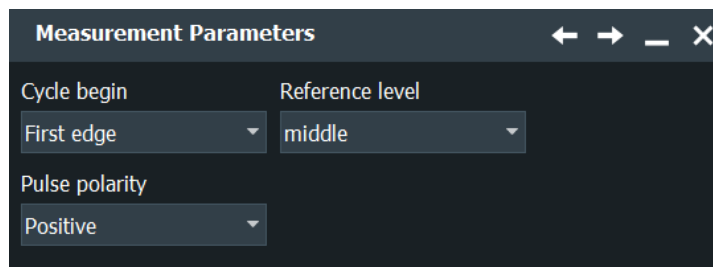 Measurement Parameters
Cycle begin Reference level
First edge middle
Pulse polarity
Positive